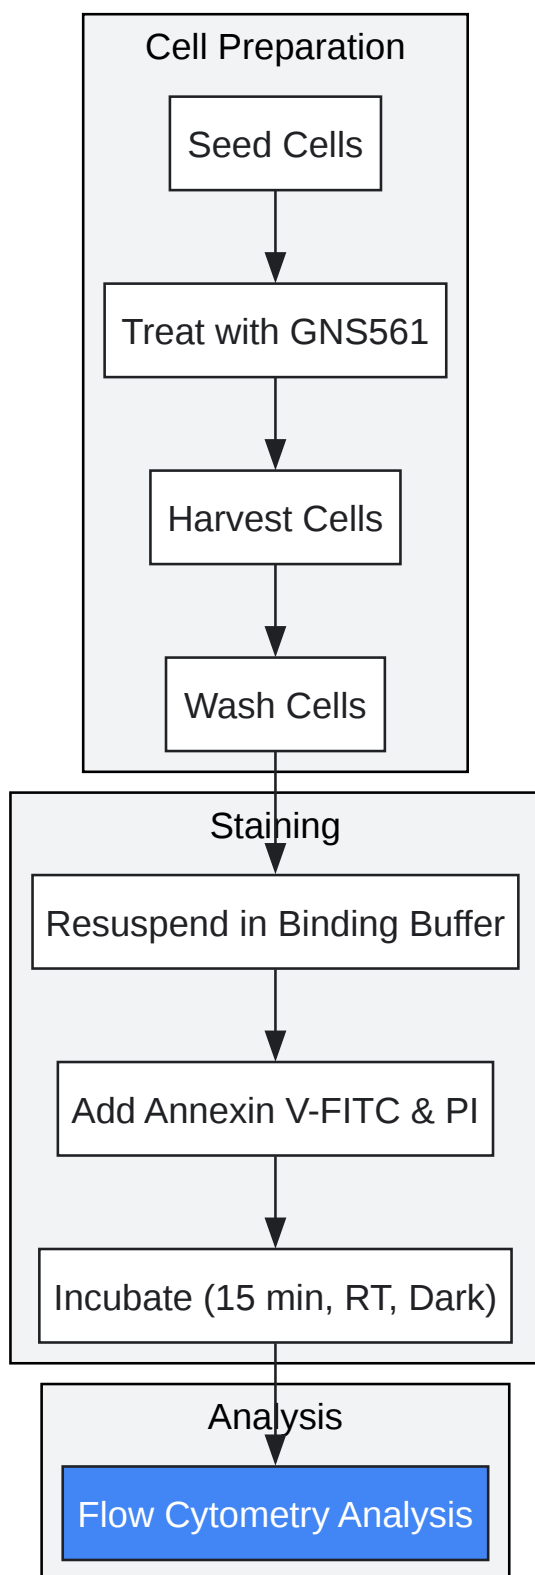 Cell Preparation
Seed Cells
Treat with GNS561
Harvest Cells
Wash Cells
Staining
Resuspend in Binding Buffer
Add Annexin V-FITC & PI
Incubate (15 min, RT, Dark)
Analysis
Flow Cytometry Analysis